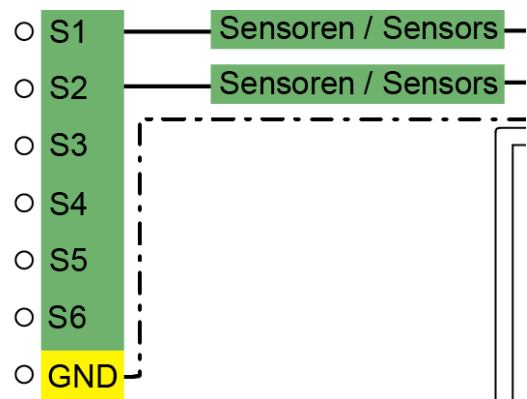 S1 Sensoren / Sensors
S2 Sensoren / Sensors
S3
S4
S5
S6
GND